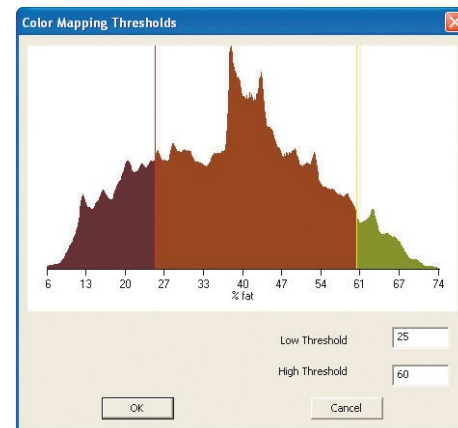 Color Mapping Thresholds
6 13 20 27 33 40 47 54 61 67 74
% fat
Low Threshold 25
High Threshold 60
OK Cancel